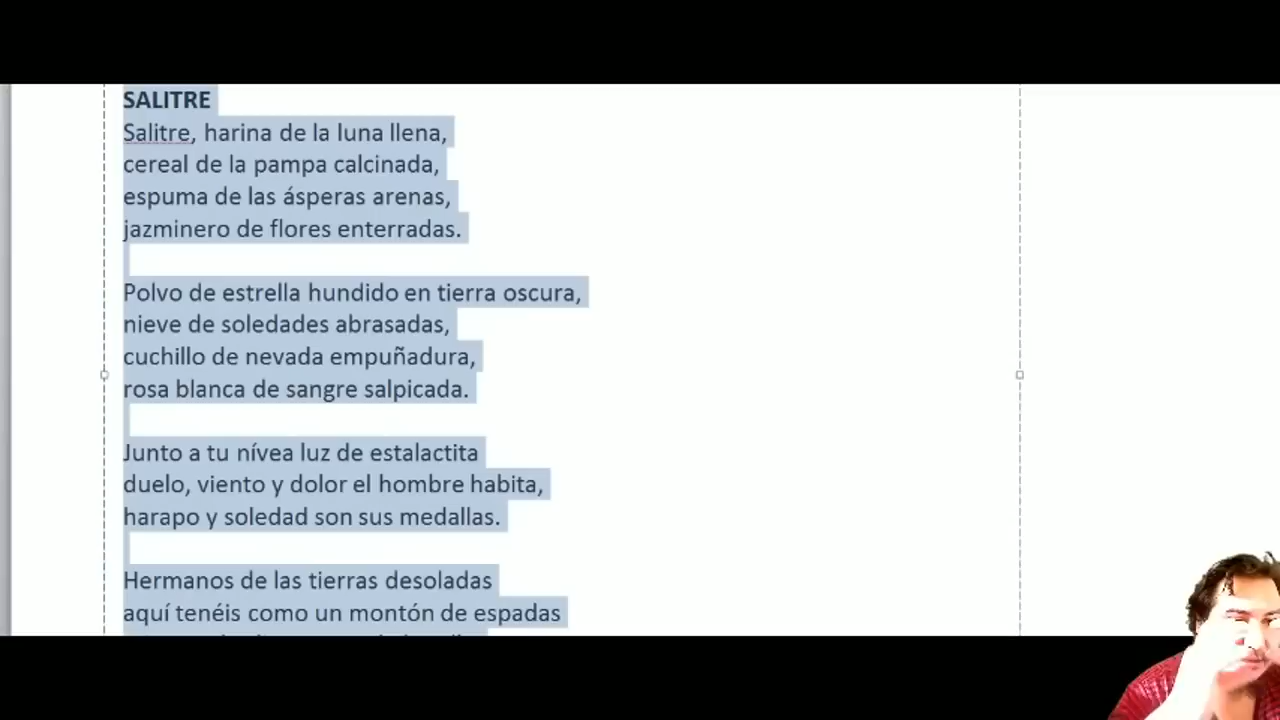 SALITRE
Salitre, harina de la luna llena,
cereal de la pampa calcinada,
espuma de las ásperas arenas,
jazminero de flores enterradas.
Polvo de estrella hundido en tierra oscura,
nieve de soledades abrasadas,
cuchillo de nevada empuñadura,
rosa blanca de sangre salpicada.
Junto a tu nívea luz de estalactita
duelo, viento y dolor el hombre habita,
harapo y soledad son sus medallas.
Hermanos de las tierras desoladas
aquí tenéis como un montón de espadas